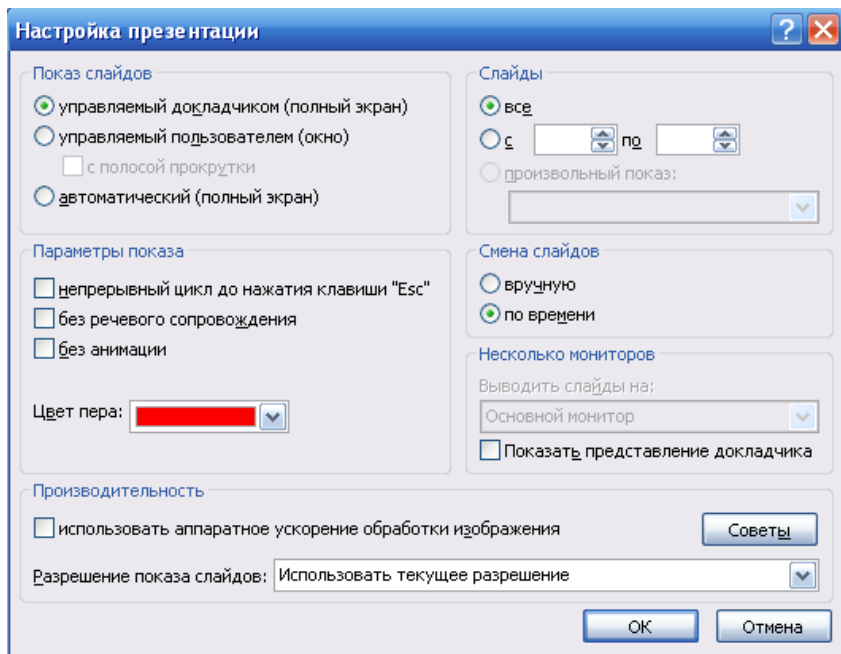 Настройка презентации
Показ слайдов
управляемый докладчиком (полный экран)
управляемый пользователем (окно)
с полосой прокрутки
автоматический (полный экран)
Слайды
все
с по
произвольный показ:
Параметры показа
непрерывный цикл до нажатия клавиши "Esc"
без речевого сопровождения
без анимации
Цвет пера:
Смена слайдов
вручную
по времени
Несколько мониторов
Выводить слайды на:
Основной монитор
Показать представление докладчика
Производительность
использовать аппаратное ускорение обработки изображения
Советы
Разрешение показа слайдов: Использовать текущее разрешение
ОК Отмена